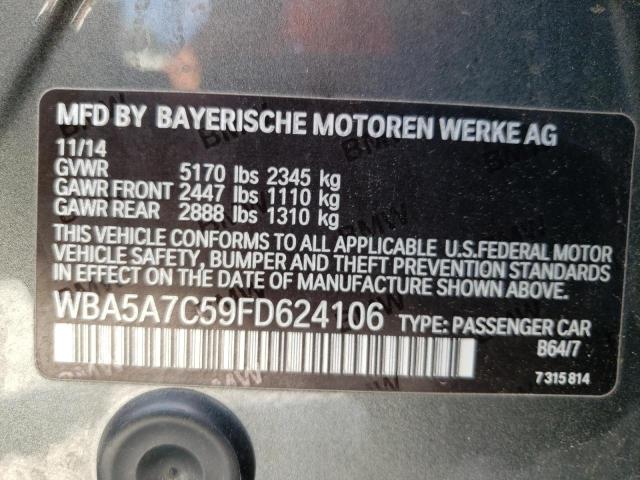 MFD BY BAYERISCHE MOTOREN WERKE AG
11/14
GVWR 5170 lbs 2345 kg
GAWR FRONT 2447 lbs 1110 kg
GAWR REAR 2888 lbs 1310 kg
THIS VEHICLE CONFORMS TO ALL APPLICABLE U.S.FEDERAL MOTOR
VEHICLE SAFETY, BUMPER AND THEFT PREVENTION STANDARDS
IN EFFECT ON THE DATE OF MANUFACTURE SHOWN ABOVE.
WBA5A7C59FD624106 TYPE: PASSENGER CAR
B64/7
7 315 814